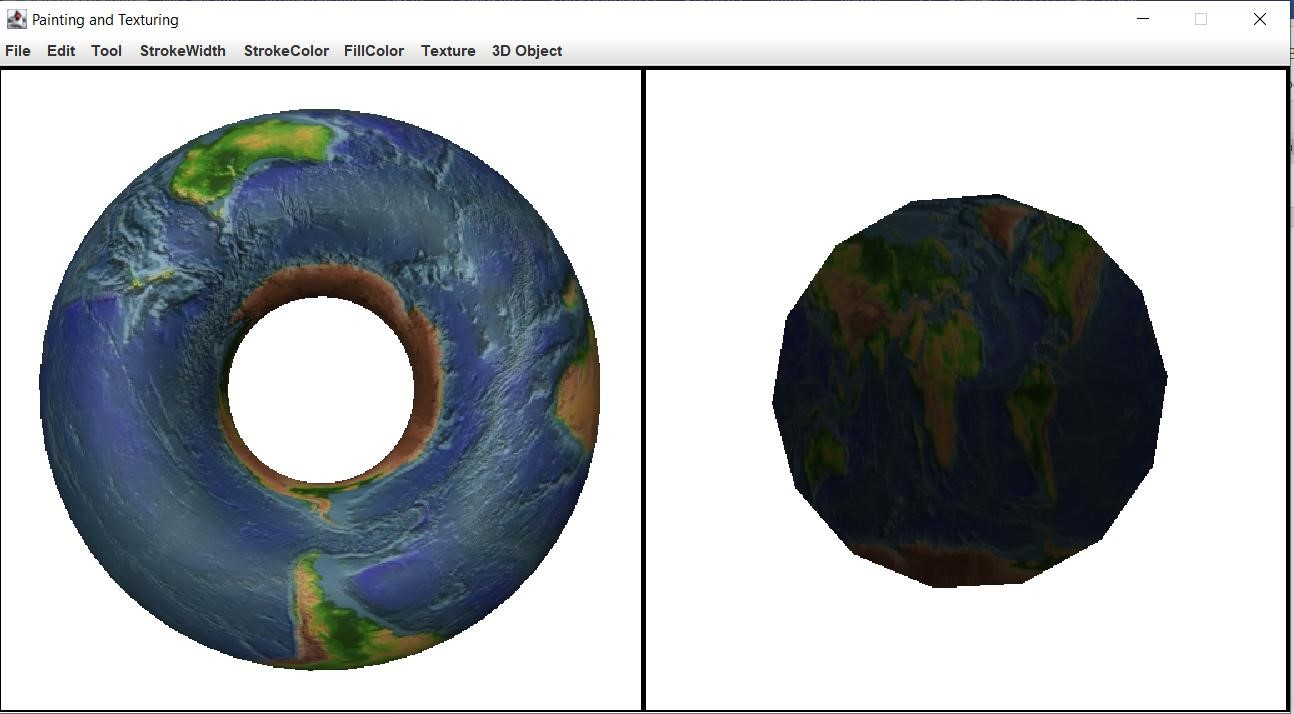 Painting and Texturing
File Edit Tool StrokeWidth StrokeColor FillColor Texture 3D Object